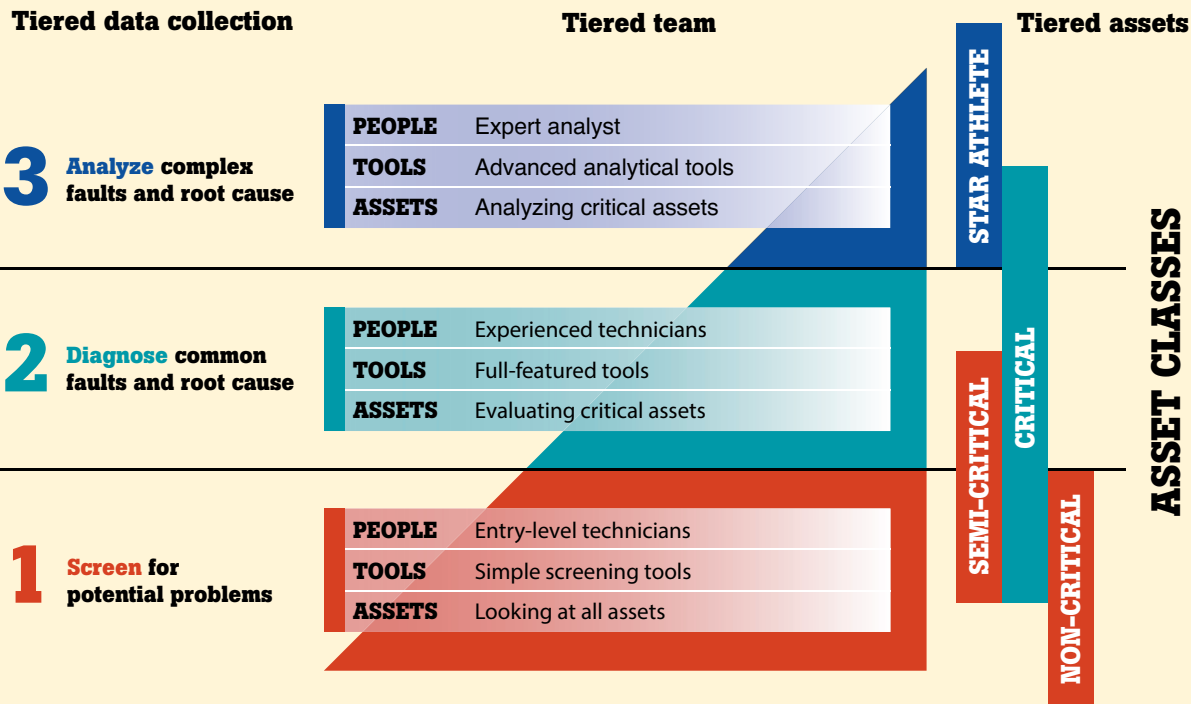 Tiered data collection
Tiered team
Tiered assets
3
Analyze complex
faults and root cause
PEOPLE Expert analyst
TOOLS Advanced analytical tools
ASSETS Analyzing critical assets
2
Diagnose common
faults and root cause
PEOPLE Experienced technicians
TOOLS Full-featured tools
ASSETS Evaluating critical assets
1
Screen for
potential problems
PEOPLE Entry-level technicians
TOOLS Simple screening tools
ASSETS Looking at all assets
STAR ATHLETE
SEMI-CRITICAL
CRITICAL
NON-CRITICAL
ASSET CLASSES